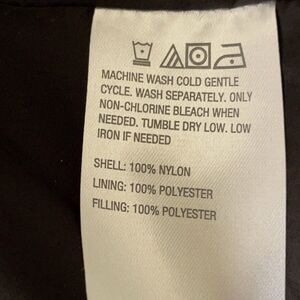 MACHINE WASH COLD GENTLE
CYCLE. WASH SEPARATELY. ONLY
NON-CHLORINE BLEACH WHEN
NEEDED. TUMBLE DRY LOW. LOW
IRON IF NEEDED
SHELL: 100% NYLON
LINING: 100% POLYESTER
FILLING: 100% POLYESTER